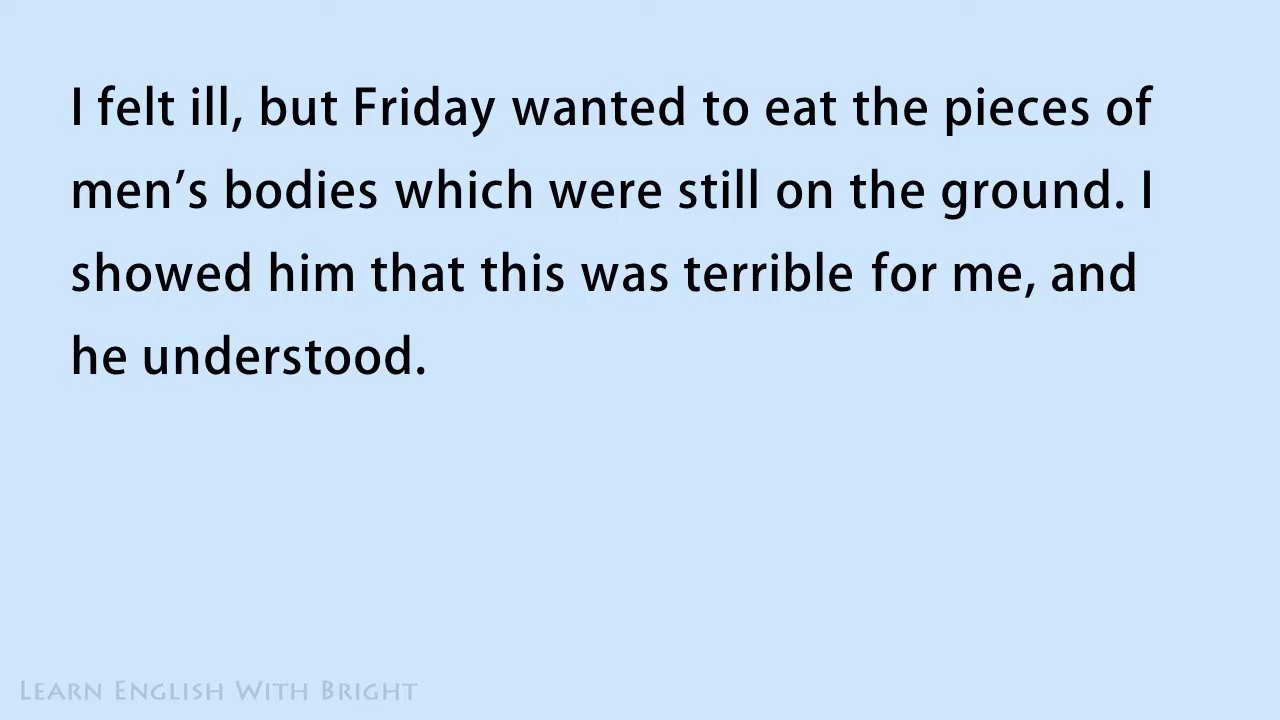 I felt ill, but Friday wanted to eat the pieces of
men’s bodies which were still on the ground. I
showed him that this was terrible for me, and
he understood.
Learn English With Bright